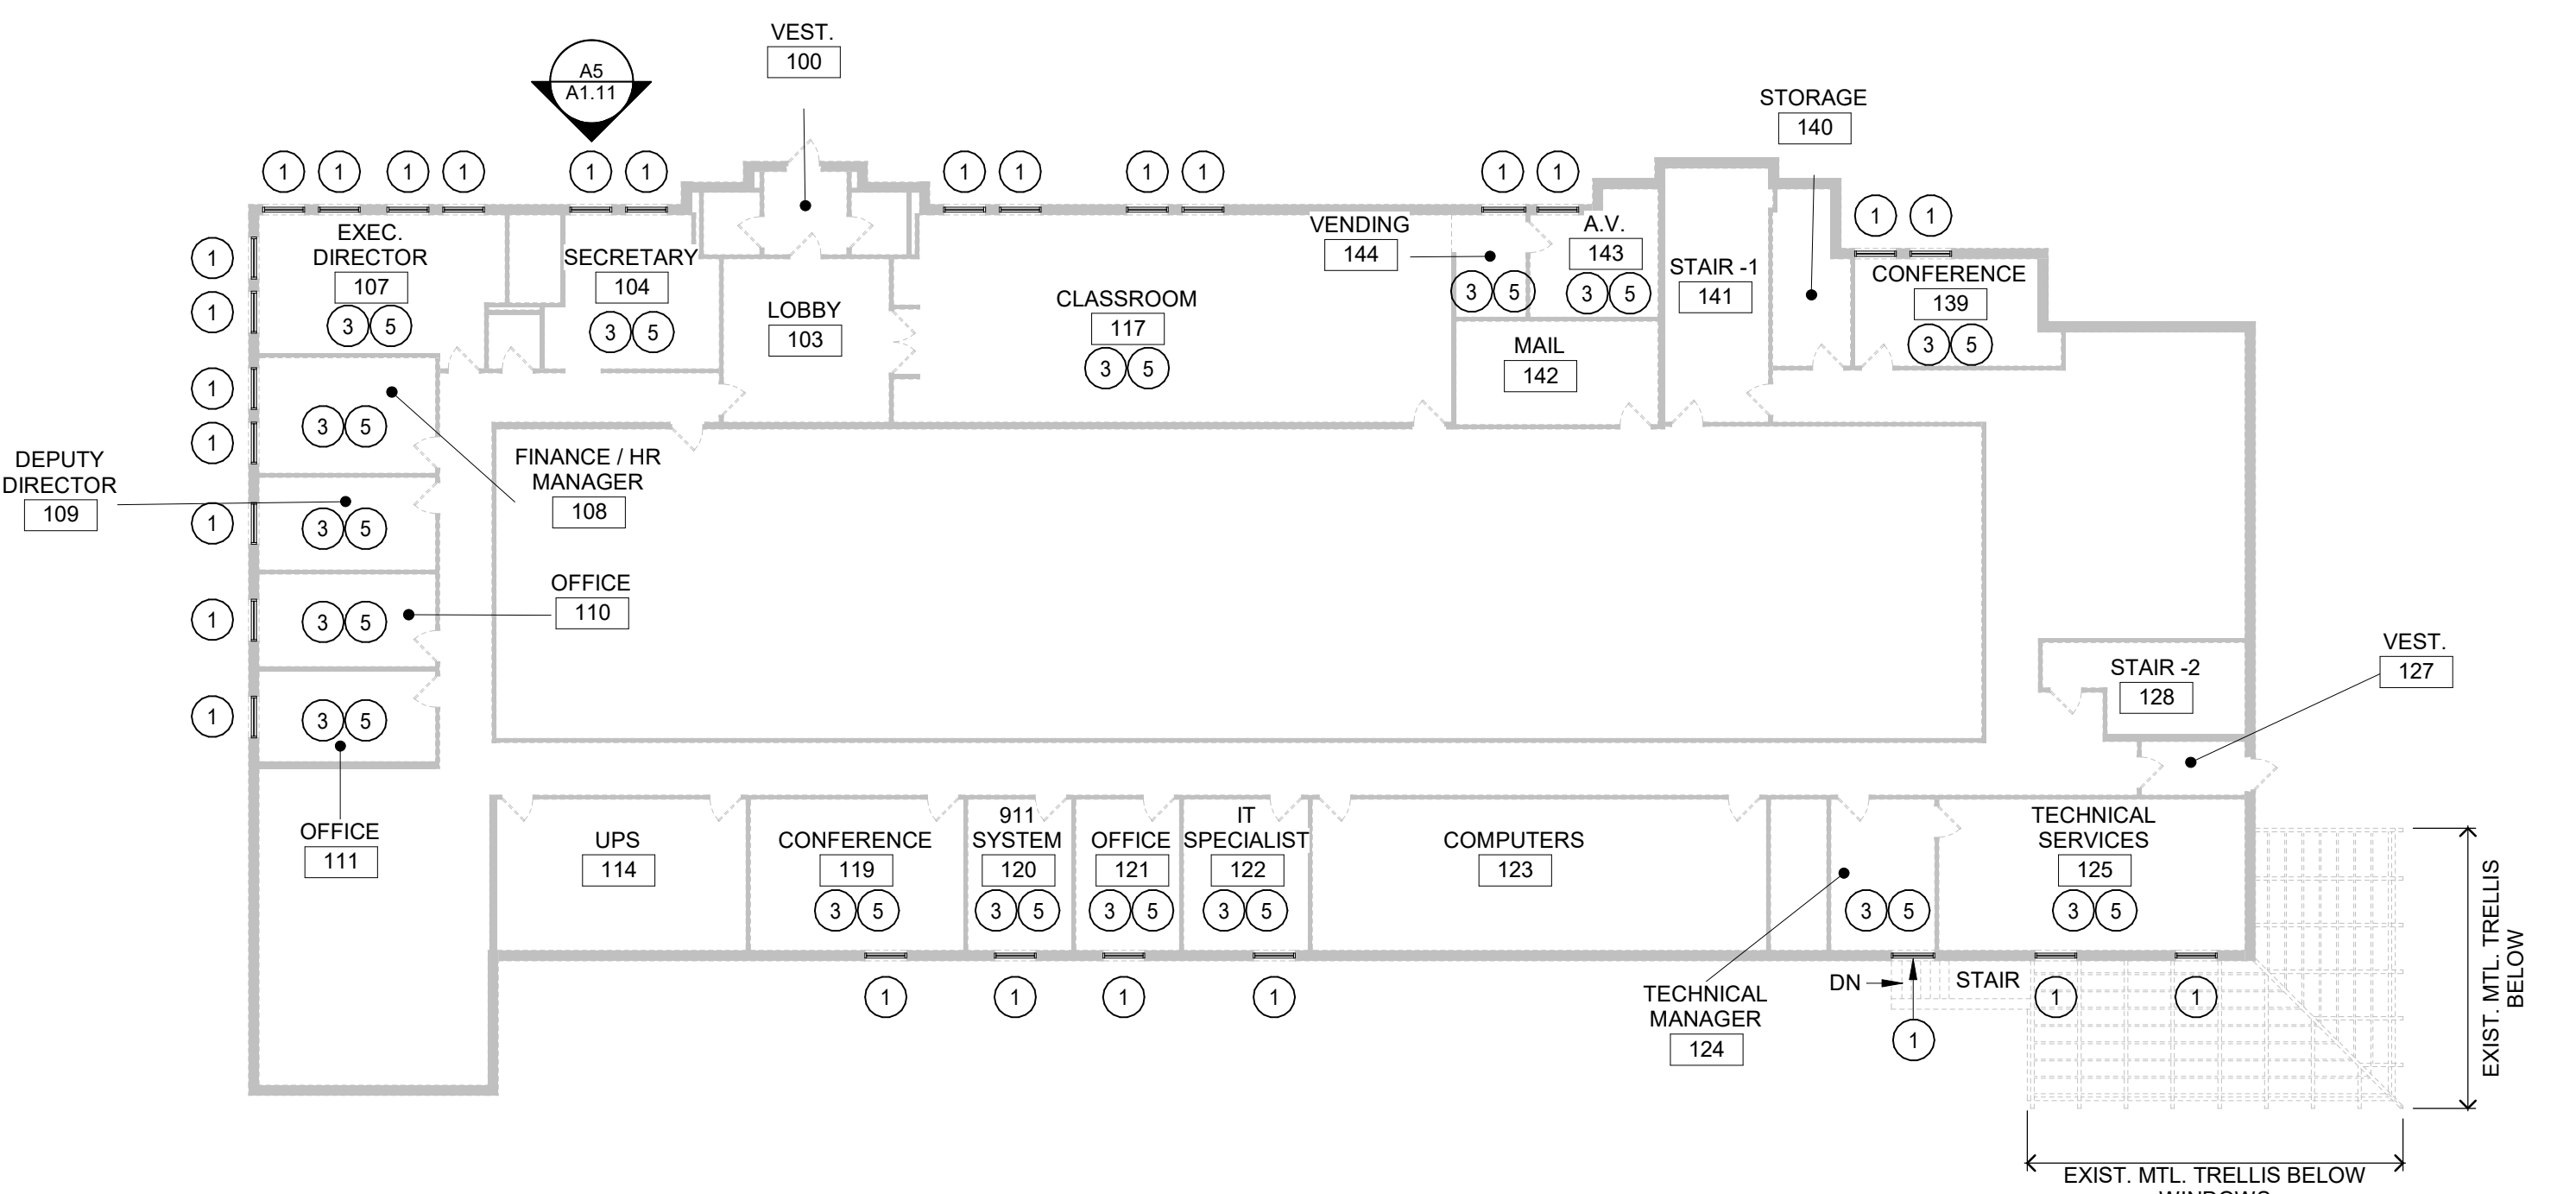 VEST.
100
A5
A1.11
STORAGE
140
1 1 1 1 1 1 1 1 1 1 1 1
1 1
EXEC.
DIRECTOR
107
3 5
SECRETARY
104
3 5
LOBBY
103
CLASSROOM
117
3 5
VENDING
144
3 5
A.V.
143
3 5
STAIR -1
141
CONFERENCE
139
3 5
MAIL
142
1
1
1
1
1
1
1
3 5
FINANCE / HR
MANAGER
108
DEPUTY
DIRECTOR
109
3 5
OFFICE
110
3 5
3 5
OFFICE
111
STAIR -2
128
VEST.
127
UPS
114
CONFERENCE
119
3 5
911
SYSTEM
120
3 5
OFFICE
121
3 5
IT
SPECIALIST
122
3 5
COMPUTERS
123
3 5
TECHNICAL
SERVICES
125
3 5
1 1 1 1
TECHNICAL
MANAGER
124
DN
STAIR
1
1 1
EXIST. MTL. TRELLIS
BELOW
EXIST. MTL. TRELLIS BELOW